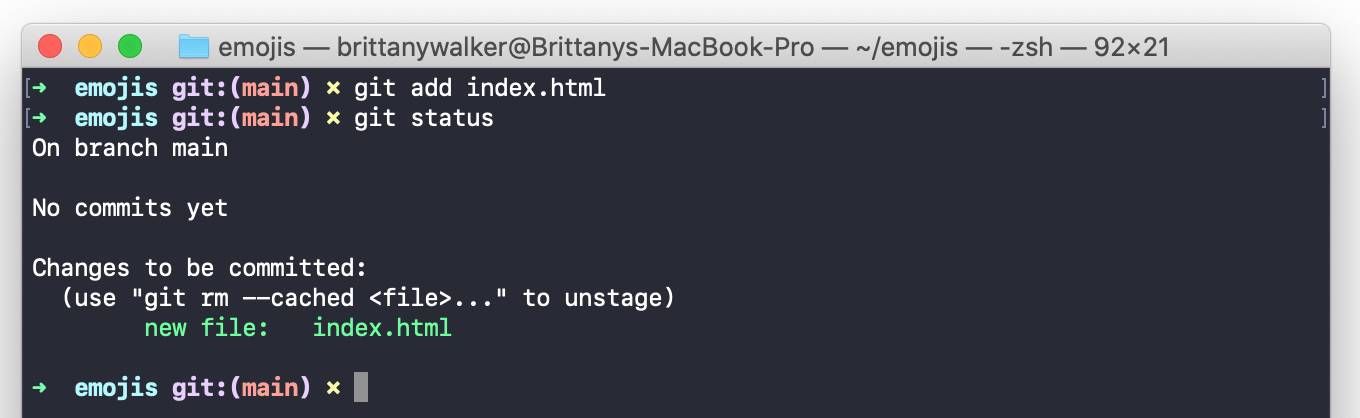 emojis — brittanywalker@Brittanys-MacBook-Pro — ~/emojis — -zsh — 92×21
[➜  emojis git:(main) ✗ git add index.html ]
[➜  emojis git:(main) ✗ git status ]
On branch main
No commits yet
Changes to be committed:
  (use "git rm --cached <file>..." to unstage)
        new file:   index.html
➜  emojis git:(main) ✗